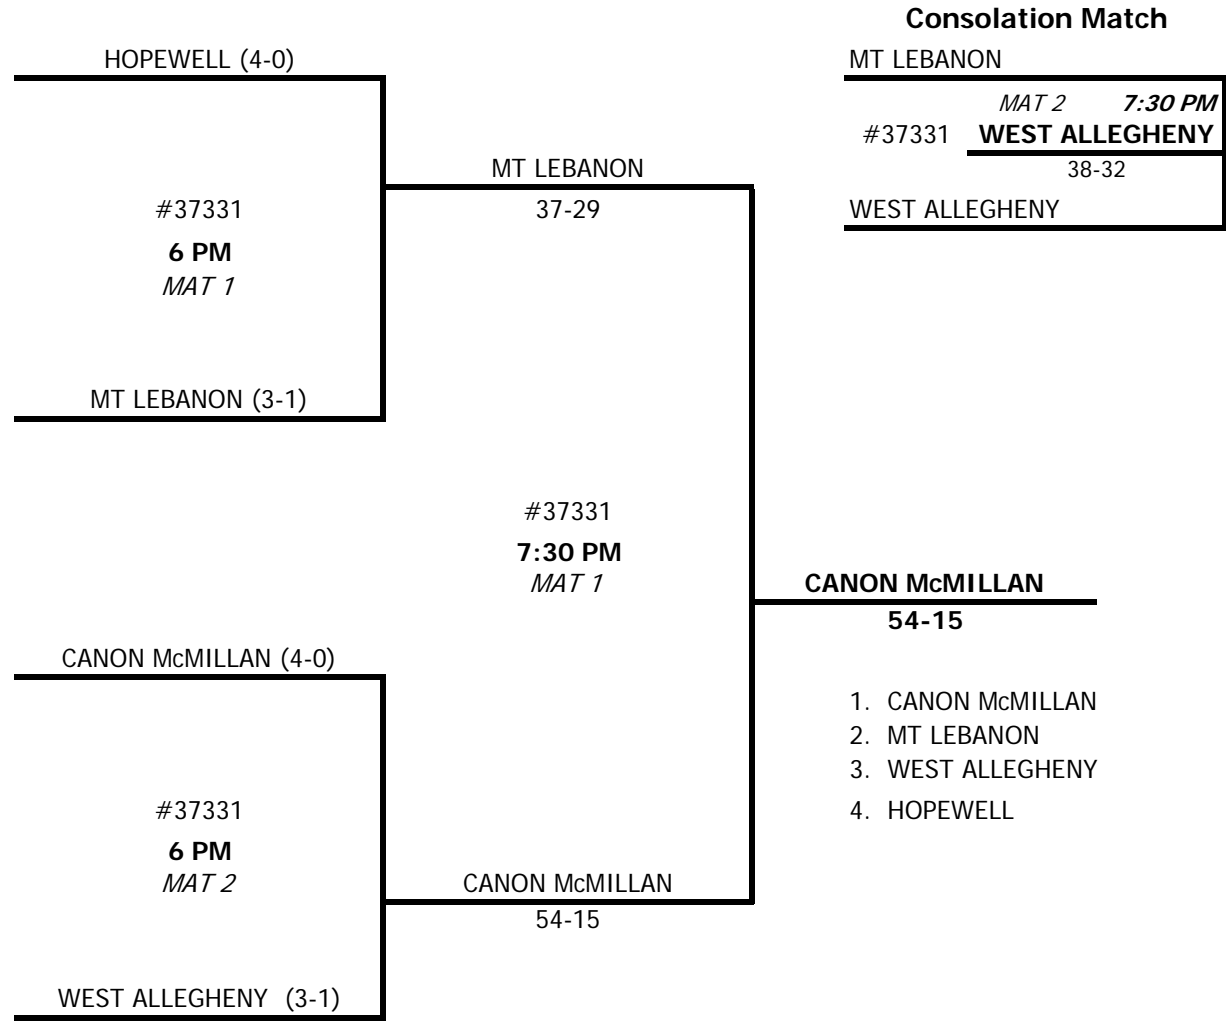 Consolation Match
HOPEWELL (4-0)
MT LEBANON
MAT 2 7:30 PM
#37331 WEST ALLEGHENY
38-32
WEST ALLEGHENY
MT LEBANON
37-29
#37331
6 PM
MAT 1
MT LEBANON (3-1)
#37331
7:30 PM
MAT 1
CANON McMILLAN
54-15
CANON McMILLAN (4-0)
1. CANON McMILLAN
2. MT LEBANON
3. WEST ALLEGHENY
4. HOPEWELL
#37331
6 PM
MAT 2
CANON McMILLAN
54-15
WEST ALLEGHENY (3-1)